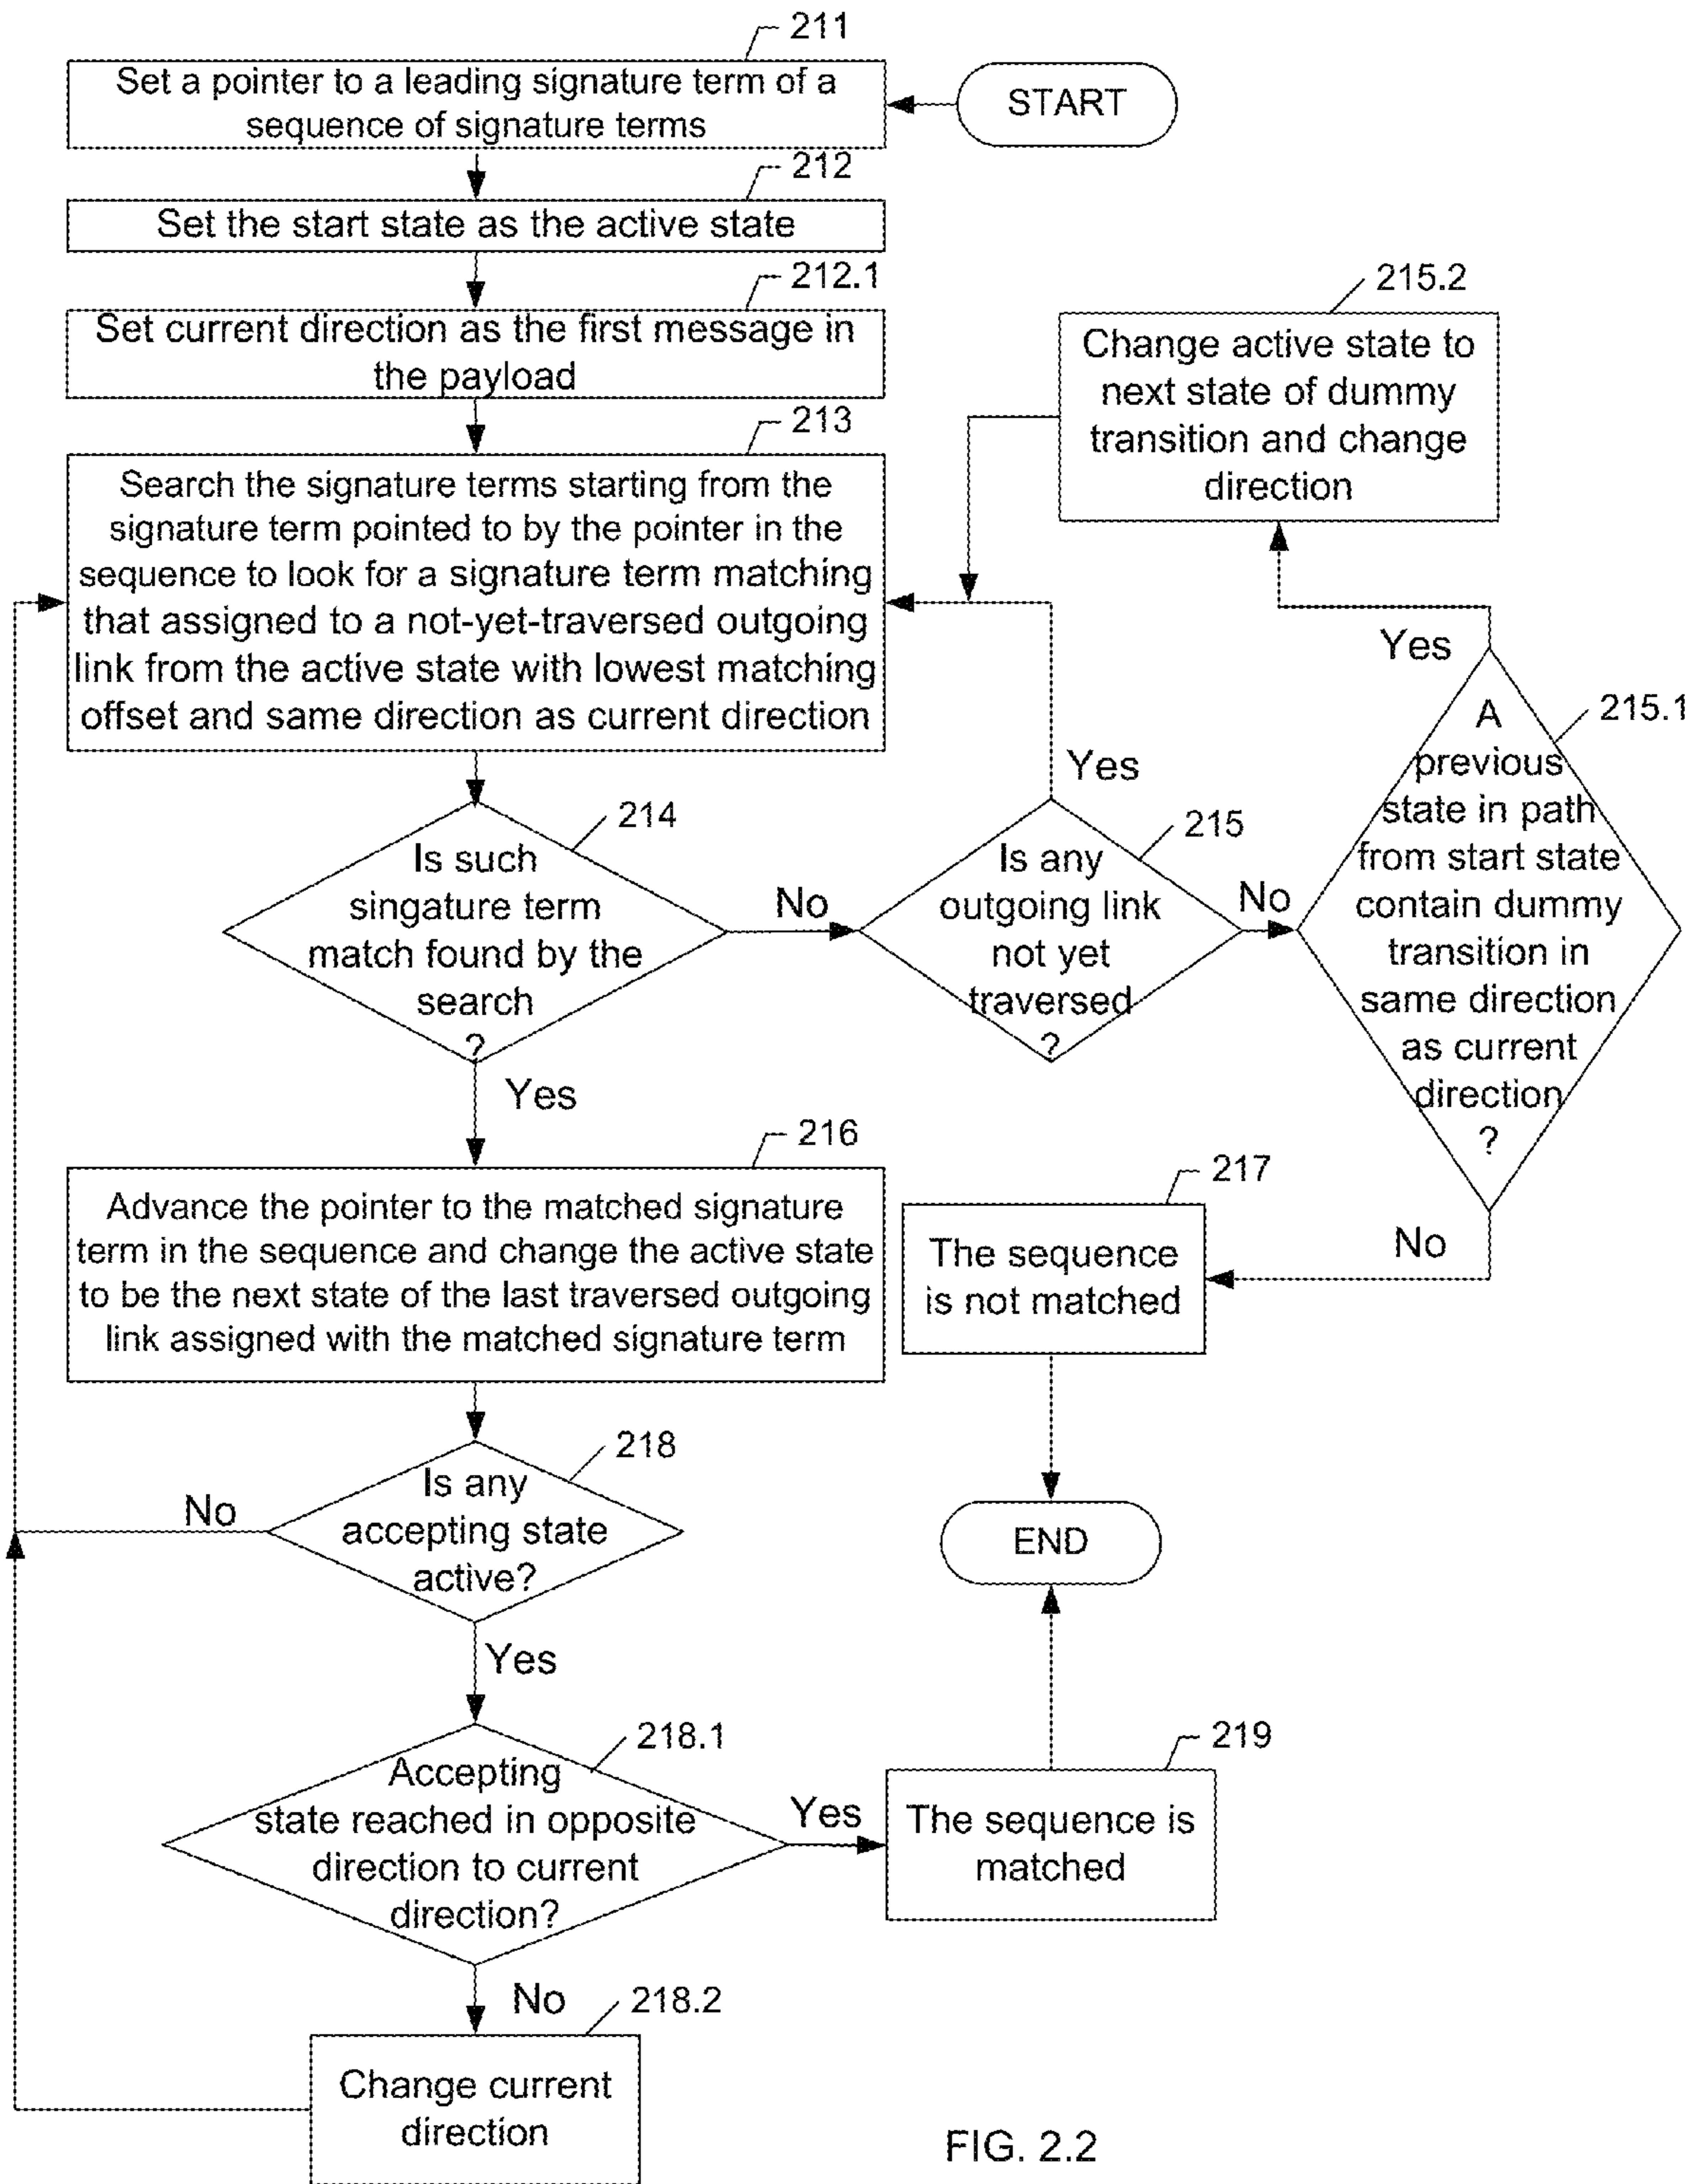 211
Set a pointer to a leading signature term of a
sequence of signature terms
START
212
Set the start state as the active state
212.1
Set current direction as the first message in
the payload
215.2
Change active state to
next state of dummy
transition and change
direction
213
Search the signature terms starting from the
signature term pointed to by the pointer in the
sequence to look for a signature term matching
that assigned to a not-yet-traversed outgoing
link from the active state with lowest matching
offset and same direction as current direction
Yes
215.1
A
previous
state in path
from start state
contain dummy
transition in
same direction
as current
direction
?
Yes
214
Is such
singature term
match found by the
search
?
No
215
Is any
outgoing link
not yet
traversed
?
No
Yes
216
Advance the pointer to the matched signature
term in the sequence and change the active state
to be the next state of the last traversed outgoing
link assigned with the matched signature term
217
The sequence
is not matched
No
218
Is any
accepting state
active?
No
END
Yes
218.1
Accepting
state reached in opposite
direction to current
direction?
Yes
219
The sequence is
matched
No
218.2
Change current
direction
FIG. 2.2